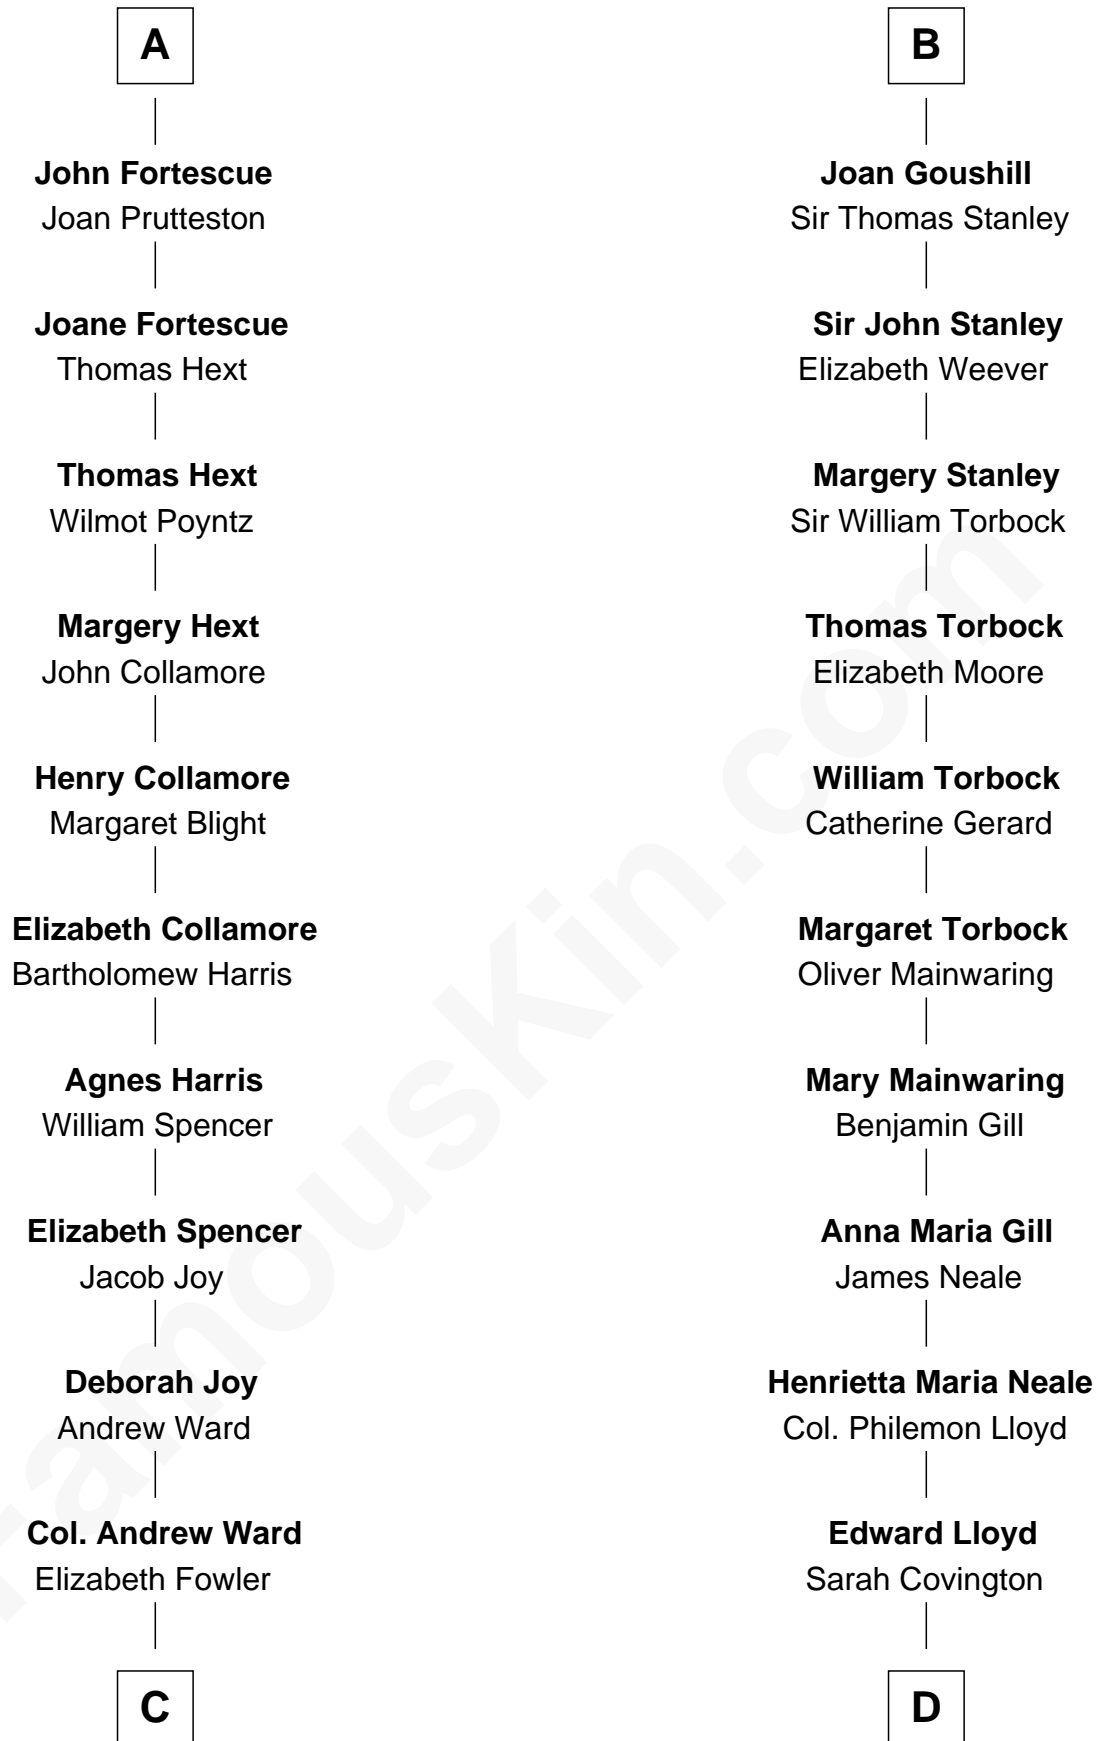 A
John Fortescue
Joan Prutteston
Joane Fortescue
Thomas Hext
Thomas Hext
Wilmot Poyntz
Margery Hext
John Collamore
Henry Collamore
Margaret Blight
Elizabeth Collamore
Bartholomew Harris
Agnes Harris
William Spencer
Elizabeth Spencer
Jacob Joy
Deborah Joy
Andrew Ward
Col. Andrew Ward
Elizabeth Fowler
C
B
Joan Goushill
Sir Thomas Stanley
Sir John Stanley
Elizabeth Weever
Margery Stanley
Sir William Torbock
Thomas Torbock
Elizabeth Moore
William Torbock
Catherine Gerard
Margaret Torbock
Oliver Mainwaring
Mary Mainwaring
Benjamin Gill
Anna Maria Gill
James Neale
Henrietta Maria Neale
Col. Philemon Lloyd
Edward Lloyd
Sarah Covington
D
FamousKin.com